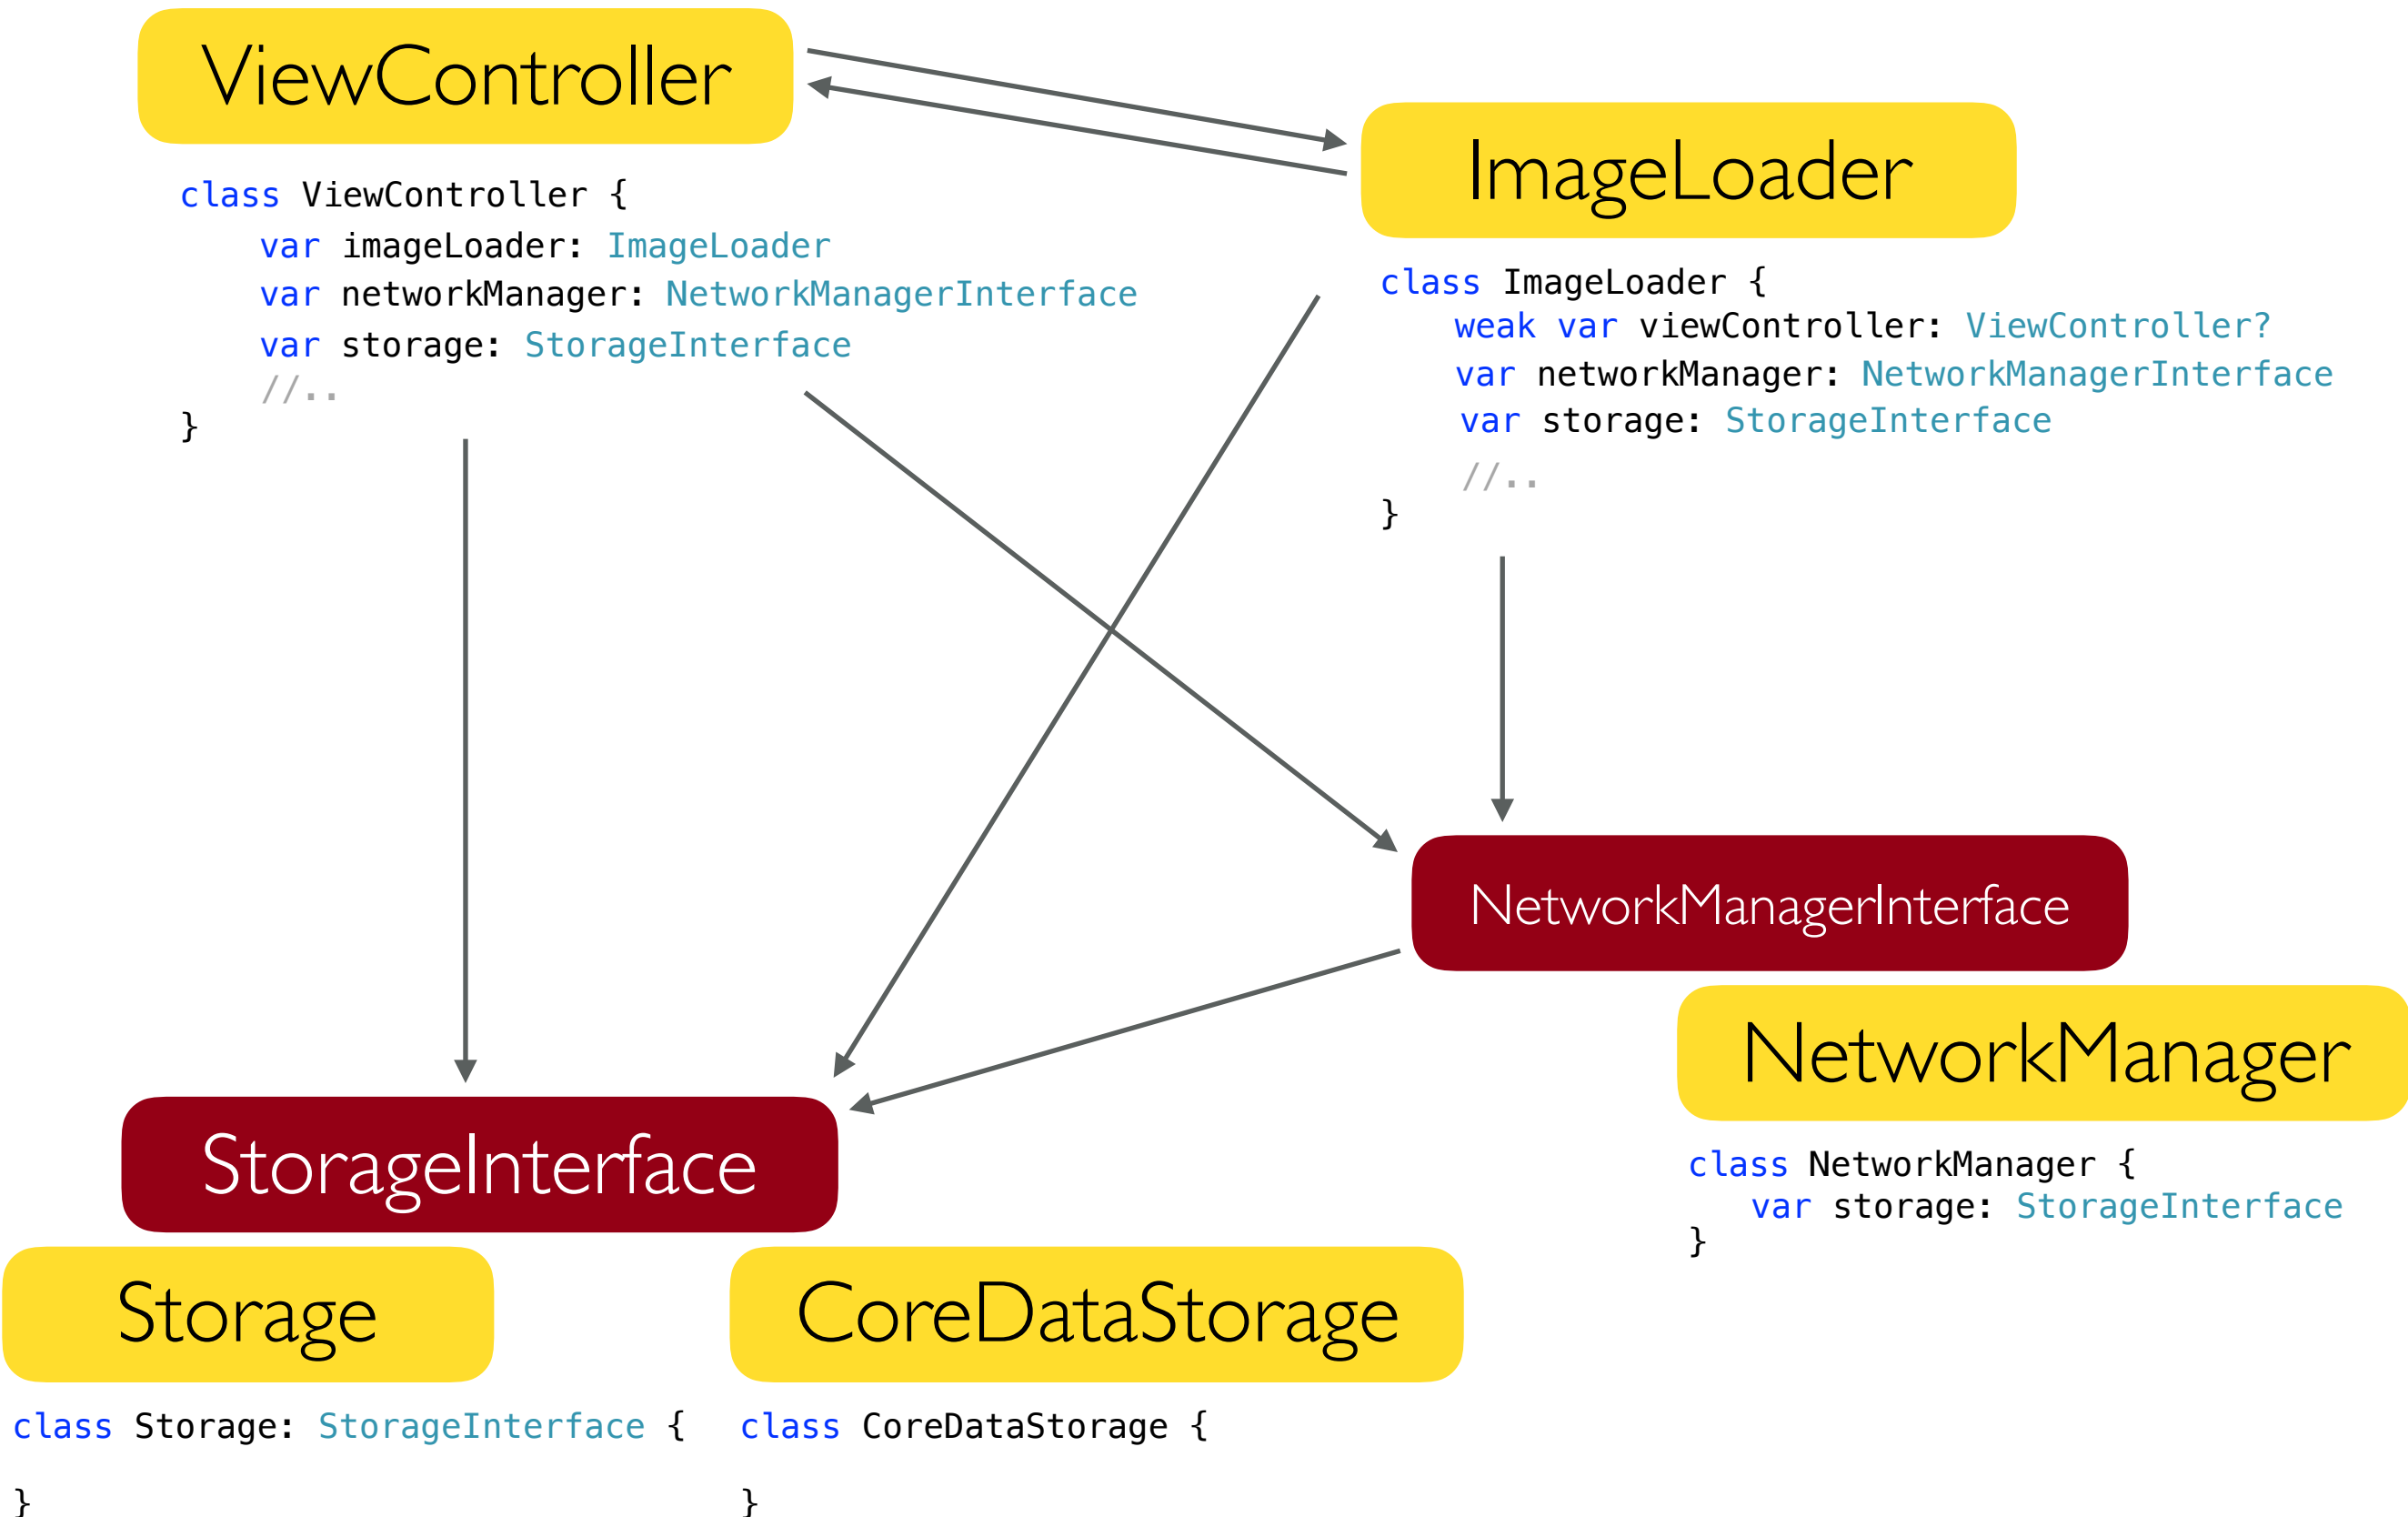 ViewController
class ViewController {
var imageLoader: ImageLoader
var networkManager: NetworkManagerInterface
var storage: StorageInterface
//..
}
ImageLoader
class ImageLoader {
weak var viewController: ViewController?
var networkManager: NetworkManagerInterface
var storage: StorageInterface
//..
}
NetworkManagerInterface
NetworkManager
class NetworkManager {
var storage: StorageInterface
}
StorageInterface
Storage
class Storage: StorageInterface {
}
CoreDataStorage
class CoreDataStorage {
}